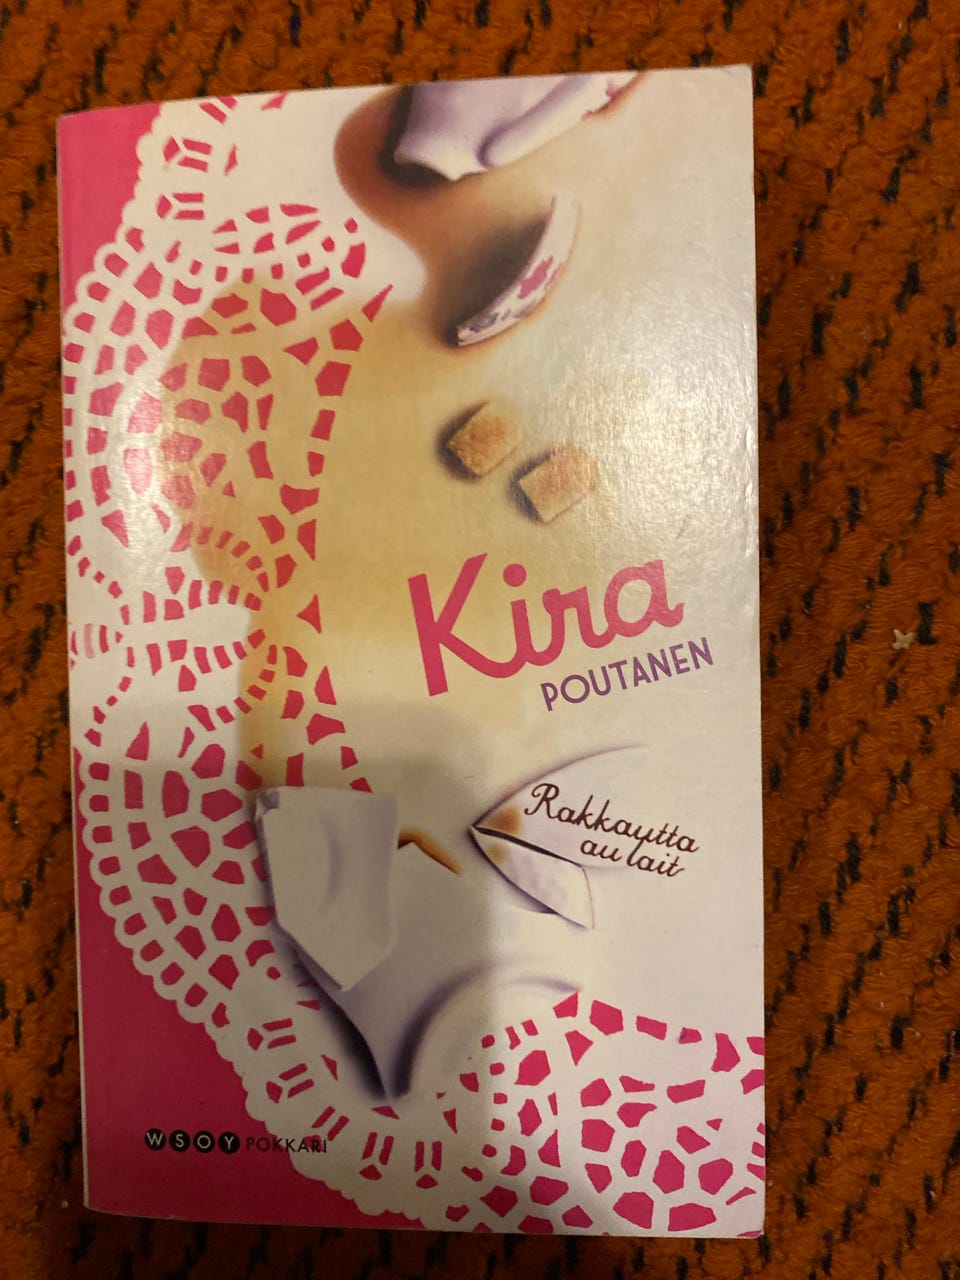 Kira
POUTANEN
Rakkautta
au lait
WSOY POKKARI